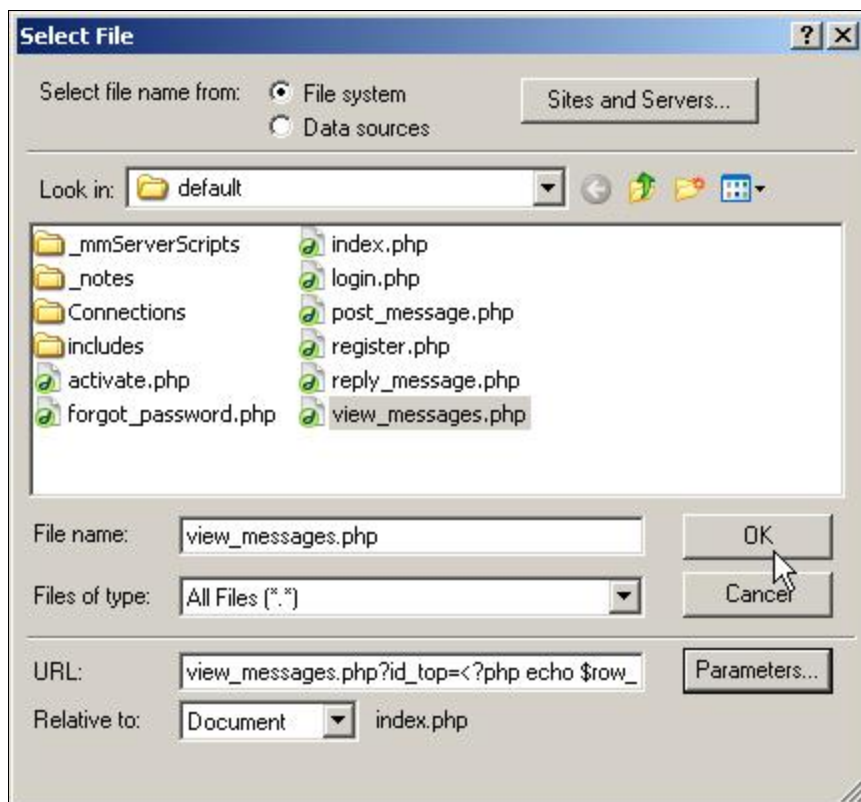 Select File
Select file name from:
File system
Sites and Servers...
Data sources
Look in:
default
_mmServerScripts
_notes
Connections
includes
activate.php
forgot_password.php
index.php
login.php
post_message.php
register.php
reply_message.php
view_messages.php
File name:
view_messages.php
OK
Files of type:
All Files (*.*)
Cancel
URL:
view_messages.php?id_top=<?php echo $row_
Parameters...
Relative to:
Document
index.php